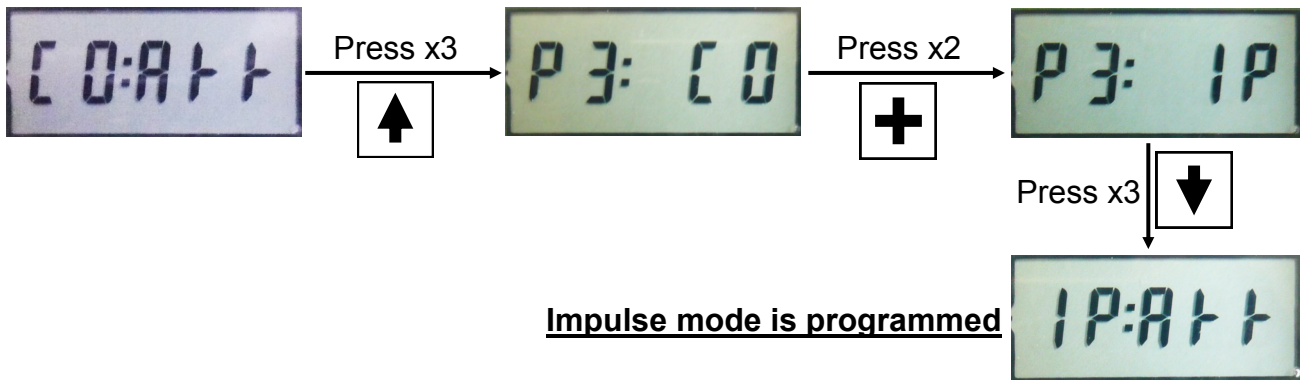 CO:Att
Press x3
P3: CO
Press x2
P3: IP
Press x3
Impulse mode is programmed
IP:Att